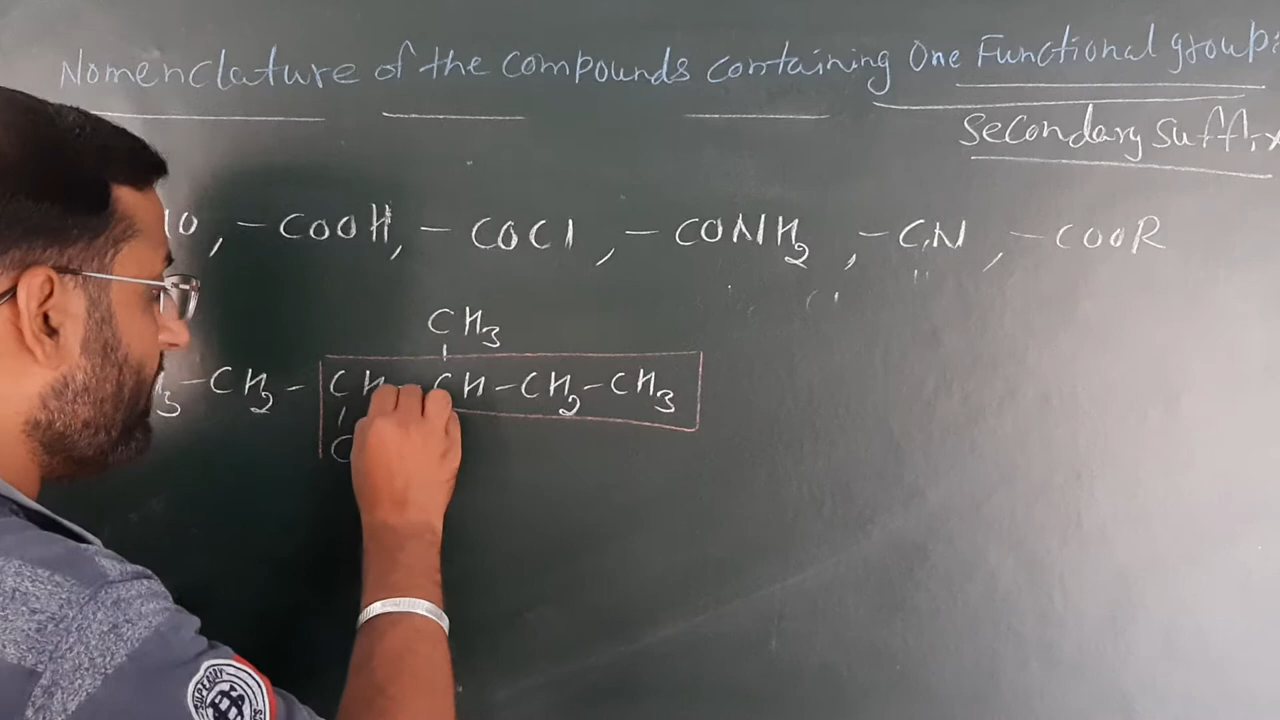 Nomenclature of the compounds containing One Functional group:
Secondary Suffix
O, -COOH, -COCl, -CONH2, -CN, -COOR
CH3
3 -CH2 - CH - CH - CH2 - CH3
C
SUPERDRY